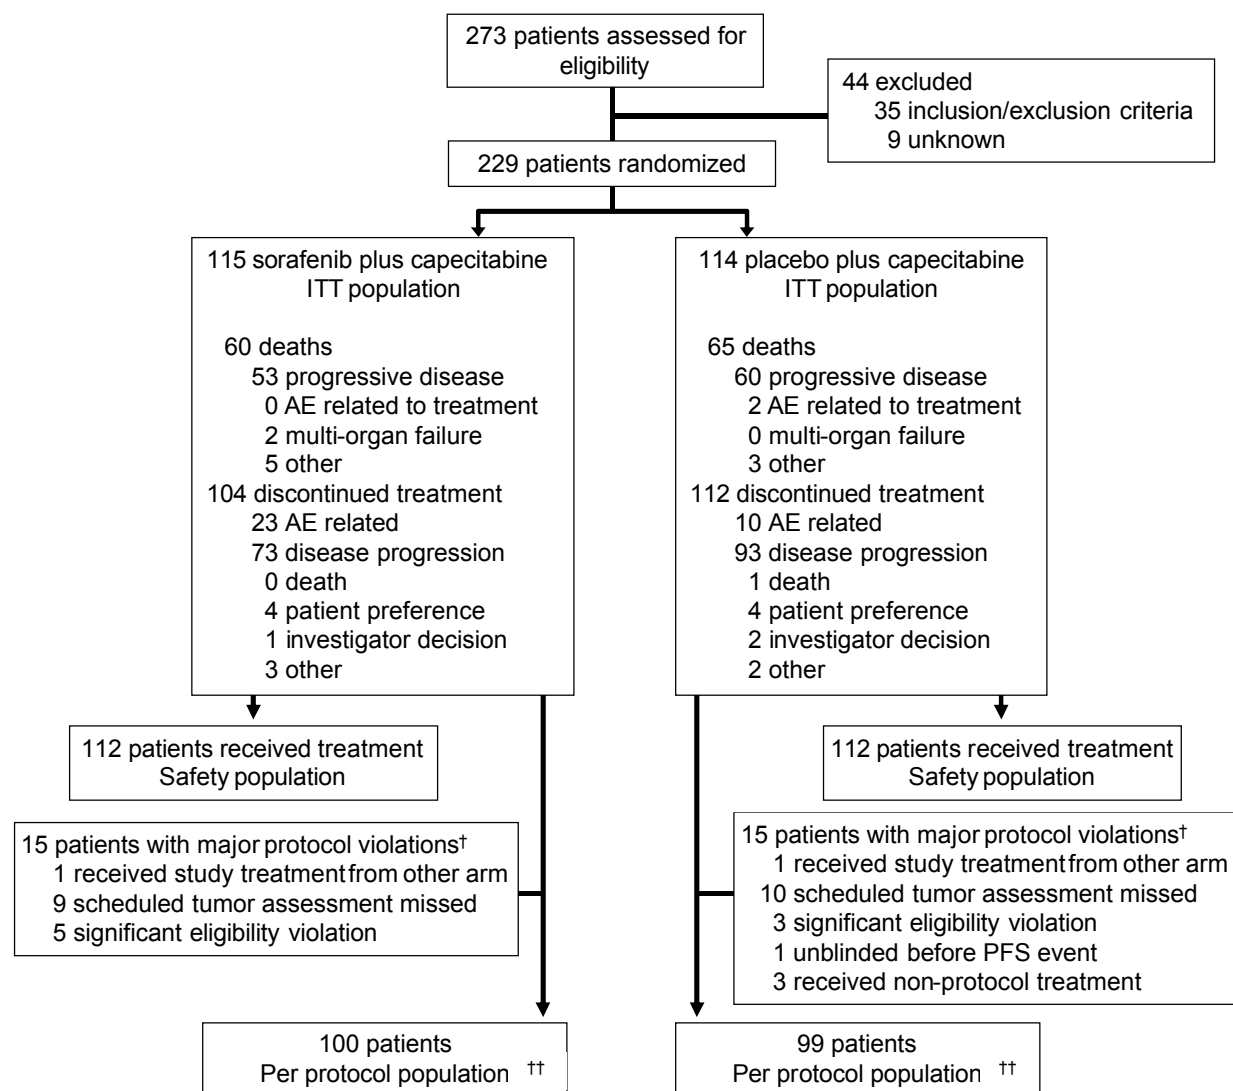 273 patients assessed for
eligibility
44 excluded
35 inclusion/exclusion criteria
9 unknown
229 patients randomized
115 sorafenib plus capecitabine
ITT population
60 deaths
53 progressive disease
0 AE related to treatment
2 multi-organ failure
5 other
104 discontinued treatment
23 AE related
73 disease progression
0 death
4 patient preference
1 investigator decision
3 other
114 placebo plus capecitabine
ITT population
65 deaths
60 progressive disease
2 AE related to treatment
0 multi-organ failure
3 other
112 discontinued treatment
10 AE related
93 disease progression
1 death
4 patient preference
2 investigator decision
2 other
112 patients received treatment
Safety population
112 patients received treatment
Safety population
15 patients with major protocol violations†
1 received study treatment from other arm
9 scheduled tumor assessment missed
5 significant eligibility violation
15 patients with major protocol violations†
1 received study treatment from other arm
10 scheduled tumor assessment missed
3 significant eligibility violation
1 unblinded before PFS event
3 received non-protocol treatment
100 patients
Per protocol population ††
99 patients
Per protocol population ††